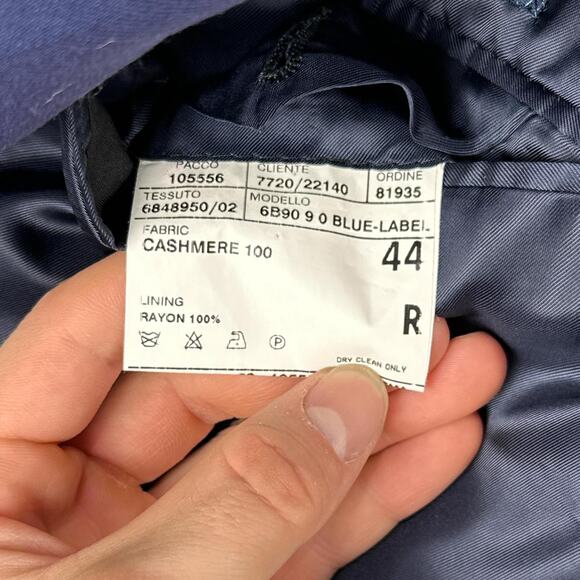 PACCO CLIENTE ORDINE
105556 7720/22140 81935
TESSUTO MODELLO
6848950/02 6B90 9 0 BLUE-LABEL
FABRIC
CASHMERE 100 44
LINING
RAYON 100% R
P
DRY CLEAN ONLY